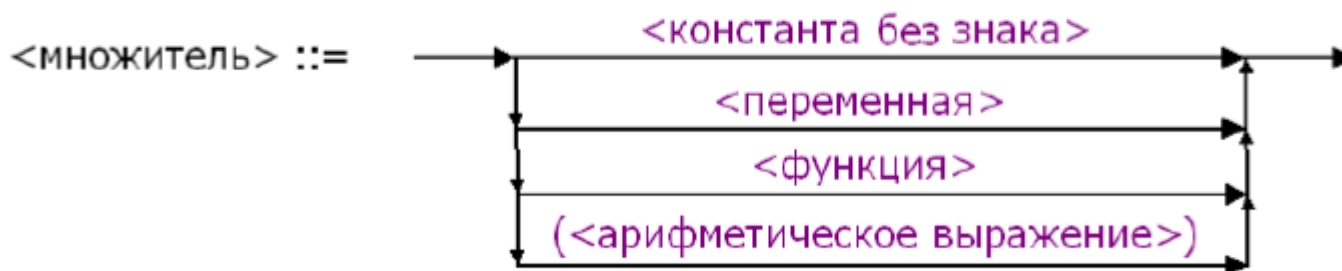 <множитель> ::= <константа без знака>
<переменная>
<функция>
(<арифметическое выражение>)